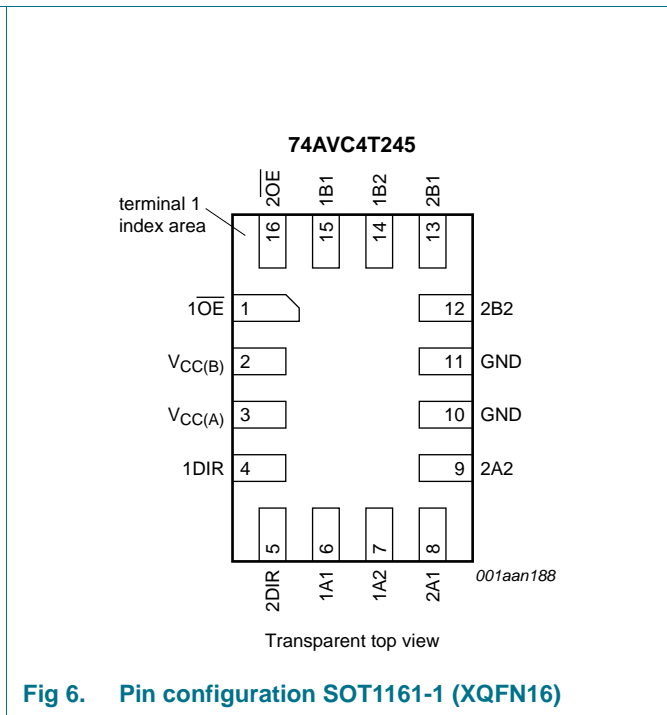 74AVC4T245
terminal 1
index area
2O̅E̅
1B1
1B2
2B1
16
15
14
13
1O̅E̅
1
12
2B2
VCC(B)
2
11
GND
VCC(A)
3
10
GND
1DIR
4
9
2A2
5
6
7
8
2DIR
1A1
1A2
2A1
001aan188
Transparent top view
Fig 6. Pin configuration SOT1161-1 (XQFN16)